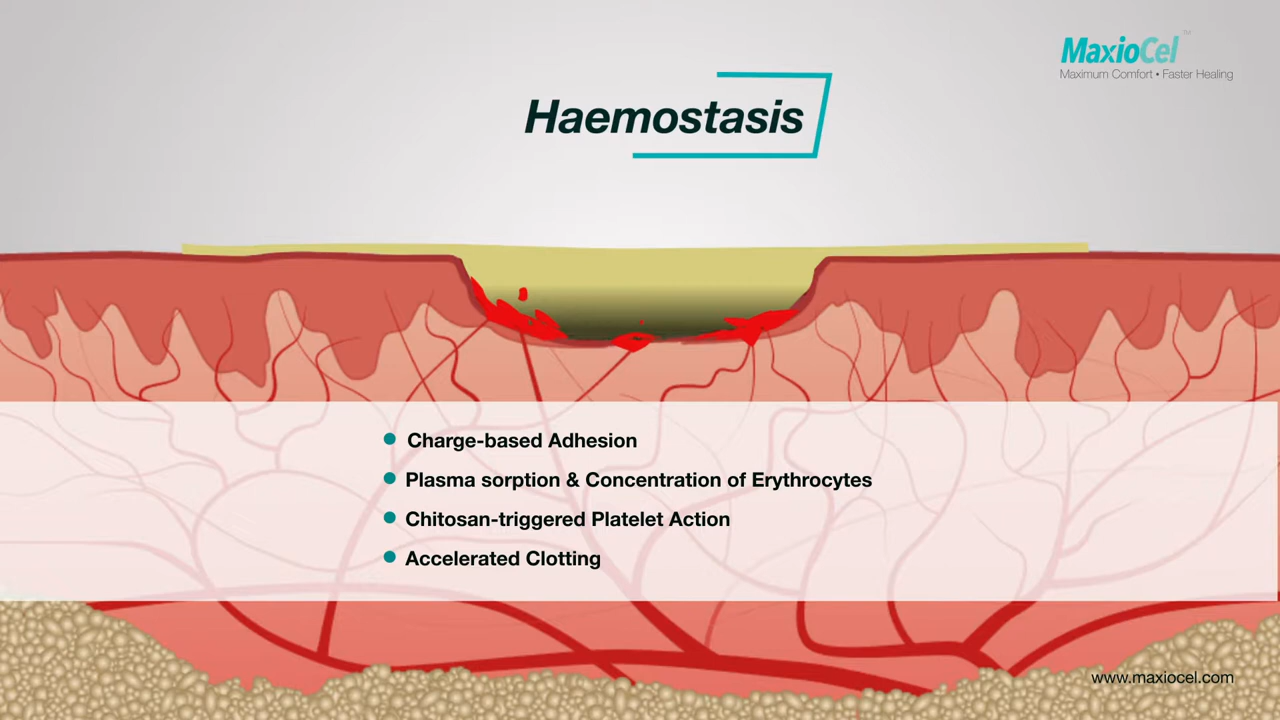 MaxioCel™
Maximum Comfort • Faster Healing
Haemostasis
Charge-based Adhesion
Plasma sorption & Concentration of Erythrocytes
Chitosan-triggered Platelet Action
Accelerated Clotting
www.maxiocel.com